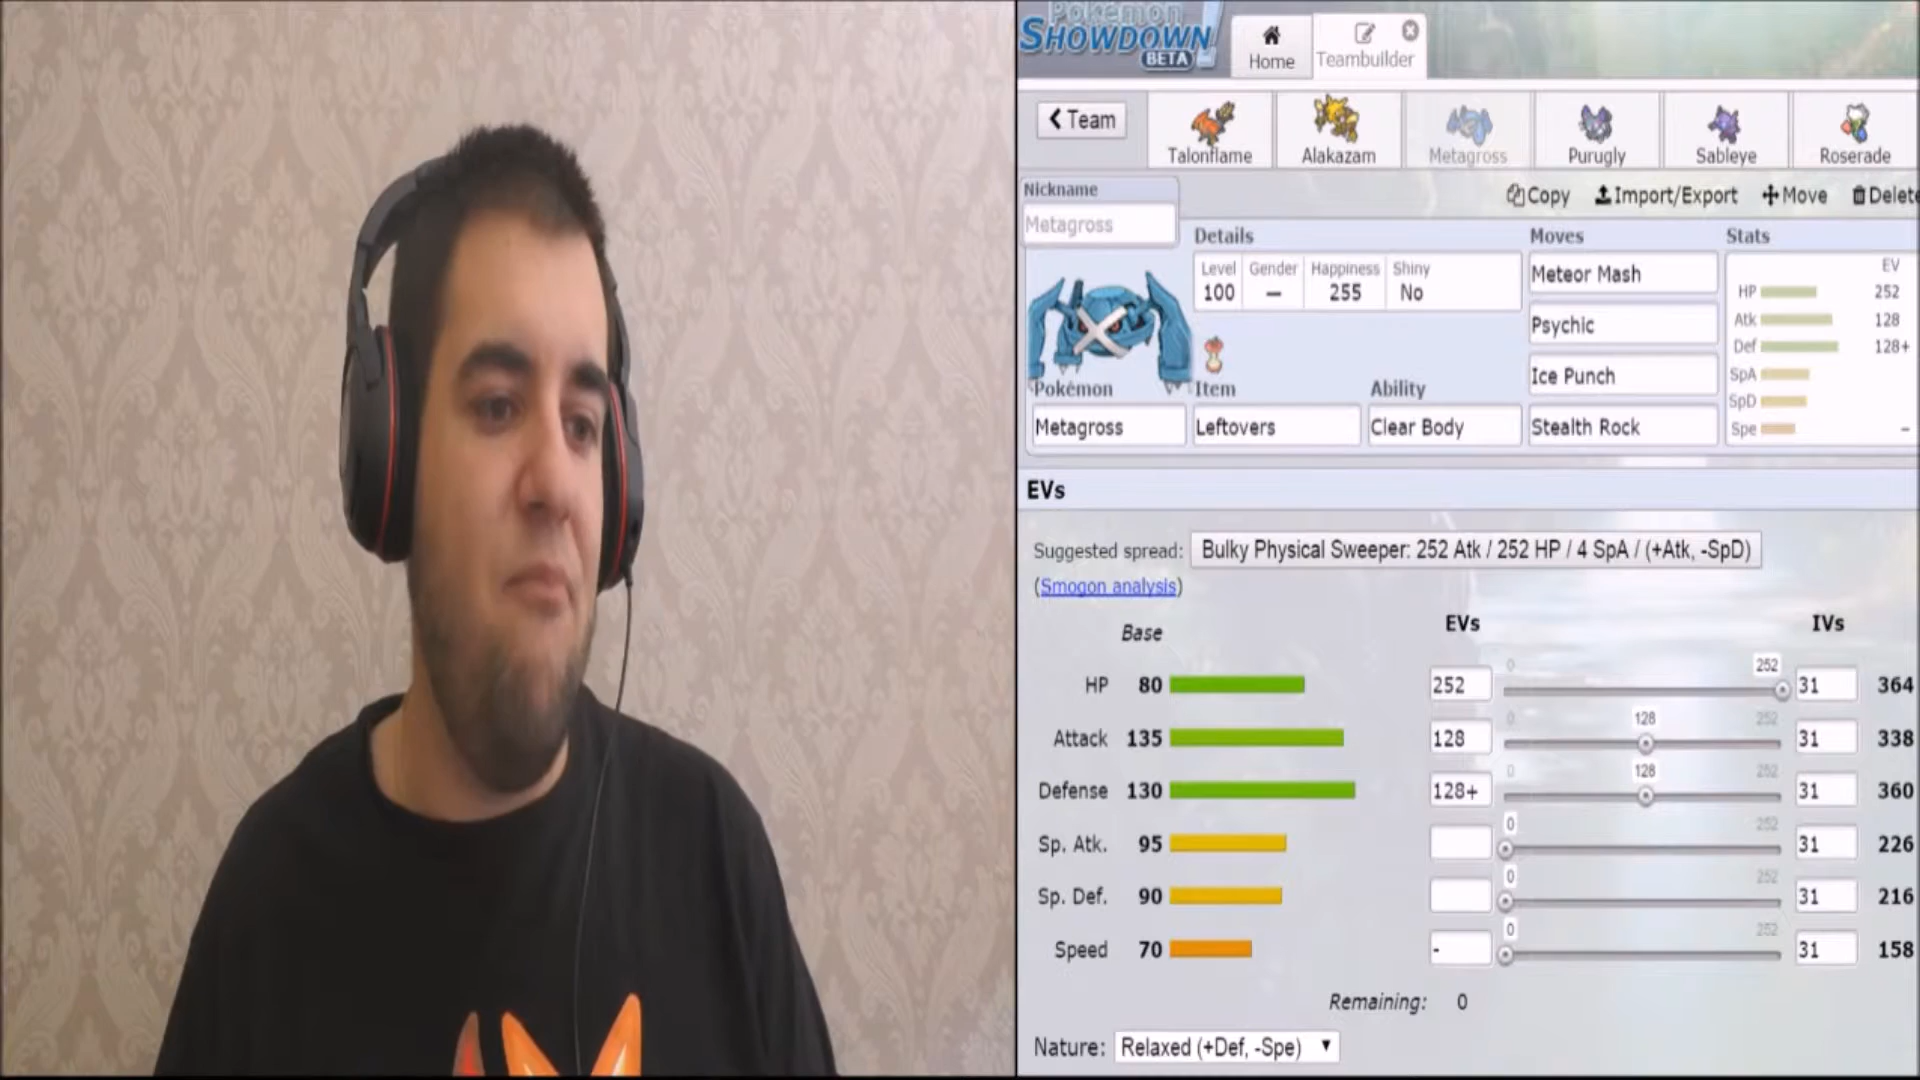 Pokémon
SHOWDOWN!
BETA
Home
Teambuilder
Team
Talonflame
Alakazam
Metagross
Purugly
Sableye
Roserade
Nickname
Metagross
Copy Import/Export Move Delete
Details
Level Gender Happiness Shiny
100 — 255 No
Pokémon
Metagross
Item
Leftovers
Ability
Clear Body
Moves
Meteor Mash
Psychic
Ice Punch
Stealth Rock
Stats
EV
HP 252
Atk 128
Def 128+
SpA
SpD
Spe -
EVs
Suggested spread: Bulky Physical Sweeper: 252 Atk / 252 HP / 4 SpA / (+Atk, -SpD)
(Smogon analysis)
Base EVs IVs
0 252
HP 80 252 31 364
0 128 252
Attack 135 128 31 338
0 128 252
Defense 130 128+ 31 360
0 252
Sp. Atk. 95 31 226
0 252
Sp. Def. 90 31 216
0 252
Speed 70 - 31 158
Remaining: 0
Nature: Relaxed (+Def, -Spe)